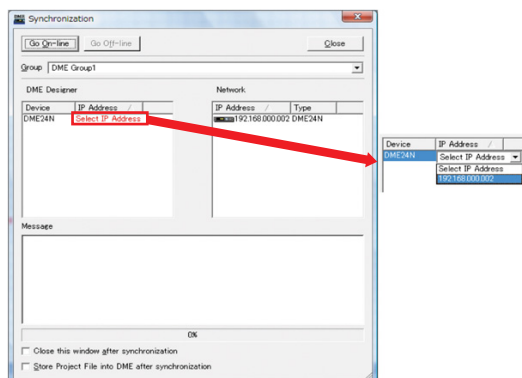 Synchronization
Go On-line
Go Off-line
Close
Group
DME Group1
DME Designer
Device
IP Address
DME24N
Select IP Address
Network
IP Address
Type
192.168.000.002 DME24N
Device
IP Address
DME24N
Select IP Address
Select IP Address
192.168.000.002
Message
0%
Close this window after synchronization
Store Project File into DME after synchronization